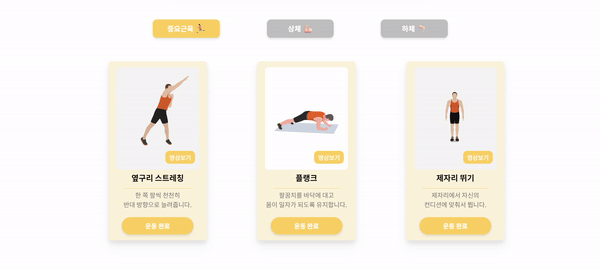 중요근육
상체
하체
영상보기
영상보기
영상보기
옆구리 스트레칭
플랭크
제자리 뛰기
한 쪽 팔씩 천천히
반대 방향으로 늘려줍니다.
팔꿈치를 바닥에 대고
몸이 일자가 되도록 유지합니다.
제자리에서 자신의
컨디션에 맞춰서 뜁니다.
운동 완료
운동 완료
운동 완료